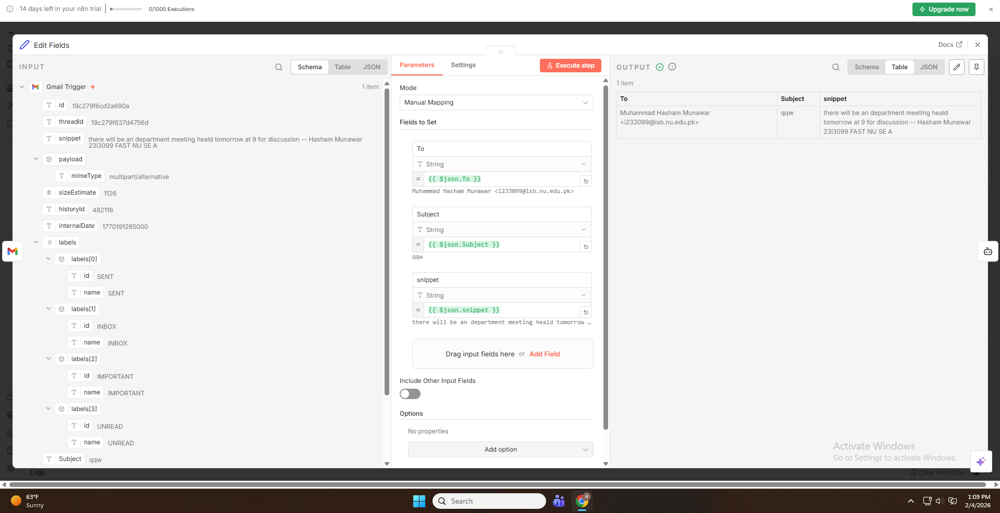 14 days left in your n8n trial
0/1000 Executions
Upgrade now
Edit Fields
Docs
INPUT
Schema
Table
JSON
Gmail Trigger
1 item
id 19c279f6cd2a690a
threadId 19c279f637d4756d
snippet there will be an department meeting heald tomorrow at 9 for discussion -- Hasham Munawar
23i3099 FAST NU SE A
payload
mimeType multipart/alternative
sizeEstimate 1126
historyId 482116
internalDate 1770191285000
labels
labels[0]
id SENT
name SENT
labels[1]
id INBOX
name INBOX
labels[2]
id IMPORTANT
name IMPORTANT
labels[3]
id UNREAD
name UNREAD
Subject qqw
Parameters
Settings
Execute step
Mode
Manual Mapping
Fields to Set
To
String
= {{ $json.To }}
Muhammad Hasham Munawar <i233099@isb.nu.edu.pk>
Subject
String
= {{ $json.Subject }}
qqw
snippet
String
= {{ $json.snippet }}
there will be an department meeting heald tomorrow …
Drag input fields here or Add Field
Include Other Input Fields
Options
No properties
Add option
OUTPUT
Schema
Table
JSON
1 item
To Subject snippet
Muhammad Hasham Munawar qqw there will be an department meeting heald
<i233099@isb.nu.edu.pk> tomorrow at 9 for discussion -- Hasham Munawar
23i3099 FAST NU SE A
Activate Windows
Go to Settings to activate Windows.
Logs
Clear execution
63°F
Sunny
Search
A
1:09 PM
2/4/2026